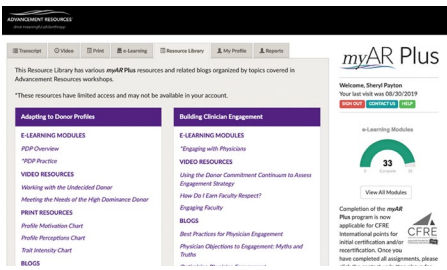 ADVANCEMENT RESOURCES
Transcript
Video
Print
e-Learning
Resource Library
My Profile
Reports
This Resource Library has various myAR Plus resources and related blogs organized by topics covered in
Advancement Resources workshops.
*These resources have limited access and may not be available in your account.
Adapting to Donor Profiles
E-LEARNING MODULES
PDP Overview
*PDP Practice
VIDEO RESOURCES
Working with the Undecided Donor
Meeting the Needs of the High Dominance Donor
PRINT RESOURCES
Profile Motivation Chart
Profile Perceptions Chart
Trait Intensity Chart
BLOGS
Building Clinician Engagement
E-LEARNING MODULES
*Engaging with Physicians
VIDEO RESOURCES
Using the Donor Commitment Continuum to Assess
Engagement Strategy
How Do I Earn Faculty Respect?
Engaging Faculty
BLOGS
Best Practices for Physician Engagement
Physician Objections to Engagement: Myths and
Truths
myAR Plus
Welcome, Sheryl Payton
Your last visit was 08/30/2019
SIGN OUT
CONTACT US
HELP
e-Learning Modules
33
Complete
View All Modules
Completion of the myAR
Plus program is now
applicable for CFRE
International points for
initial certification and/or
recertification. Once you
have completed all assignments, please
CFRE